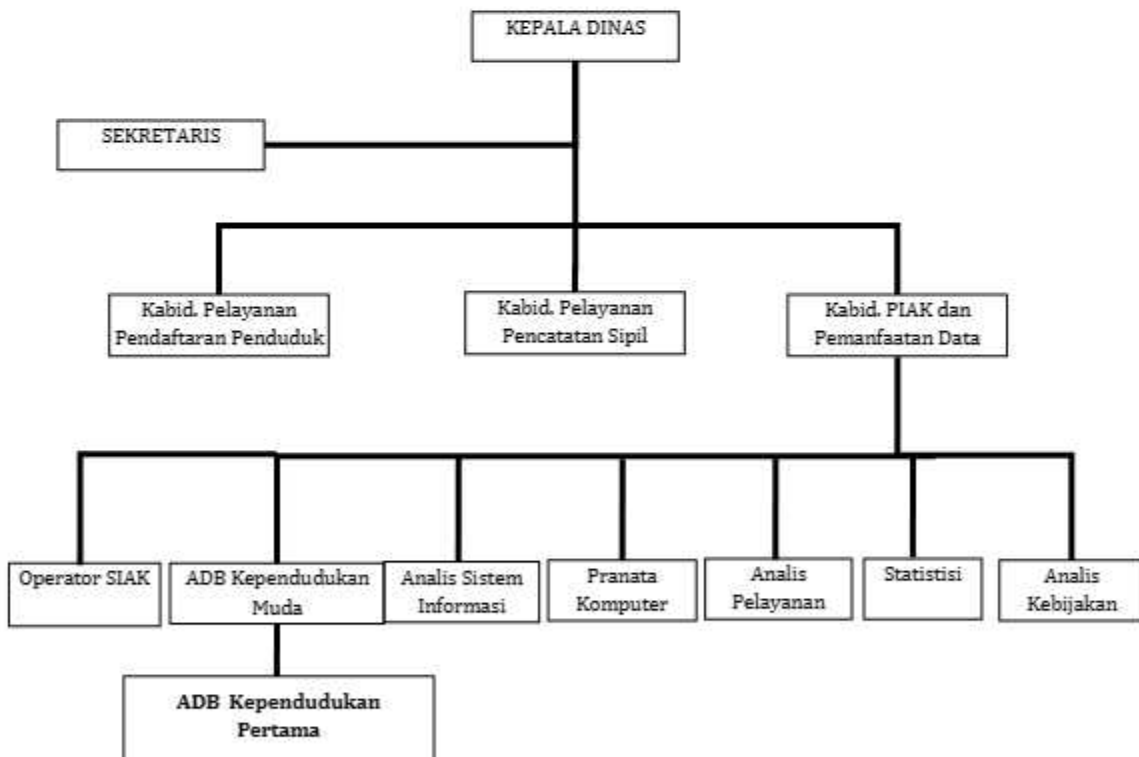 KEPALA DINAS
SEKRETARIS
Kabid. Pelayanan
Pendaftaran Penduduk
Kabid. Pelayanan
Pencatatan Sipil
Kabid. PIAK dan
Pemanfaatan Data
Operator SIAK
ADB Kependudukan
Muda
Analis Sistem
Informasi
Pranata
Komputer
Analis
Pelayanan
Statistisi
Analis
Kebijakan
ADB Kependudukan
Pertama